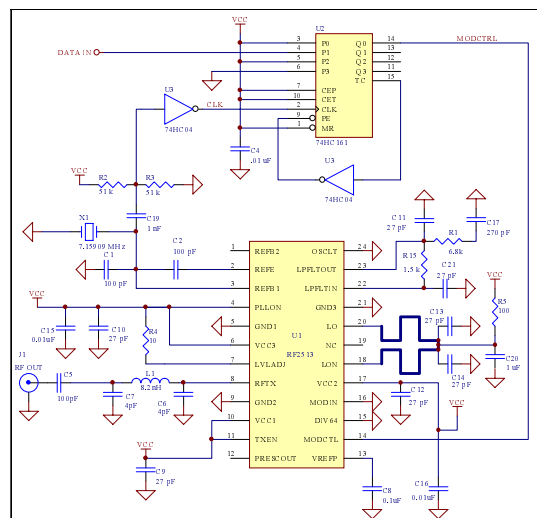 VCC
U2
DATA IN
3 P0 Q0 14 MODCTRL
4 P1 Q1 13
5 P2 Q2 12
6 P3 Q3 11
TC 15
7 CEP
10 CET
U3
CLK 2 CLK
9 PE
1 MR
74HC04
74HC161
C4
.01uF
U3
74HC04
VCC
R2
51k
R3
51k
C19
1 nF
X1
7.15909 MHz
C1
100 pF
C2
100 pF
C11
27 pF
C17
270 pF
R1
6.8k
R15
1.5 k
C21
27 pF
VCC
R5
100
1 REFB2 OSCLT 24
2 REFE LPFLTOUT 23
3 REFB1 LPFLTIN 22
4 PLLON GND3 21
5 GND1 LO 20
6 VCC3 NC 19
7 LVLADJ LON 18
8 RFTX VCC2 17
9 GND2 MODIN 16
10 VCC1 DIV64 15
11 TXEN MODCTL 14
12 PRESCOUT VREFP 13
U1
RF2513
VCC
C15
0.01uF
C10
27 pF
R4
10
C13
27 pF
C14
27 pF
C20
1 uF
J1
RF OUT
C5
100pF
L1
8.2nH
C7
4pF
C6
4pF
C12
27 pF
VCC
VCC
C9
27 pF
C8
0.1uF
C16
0.01uF